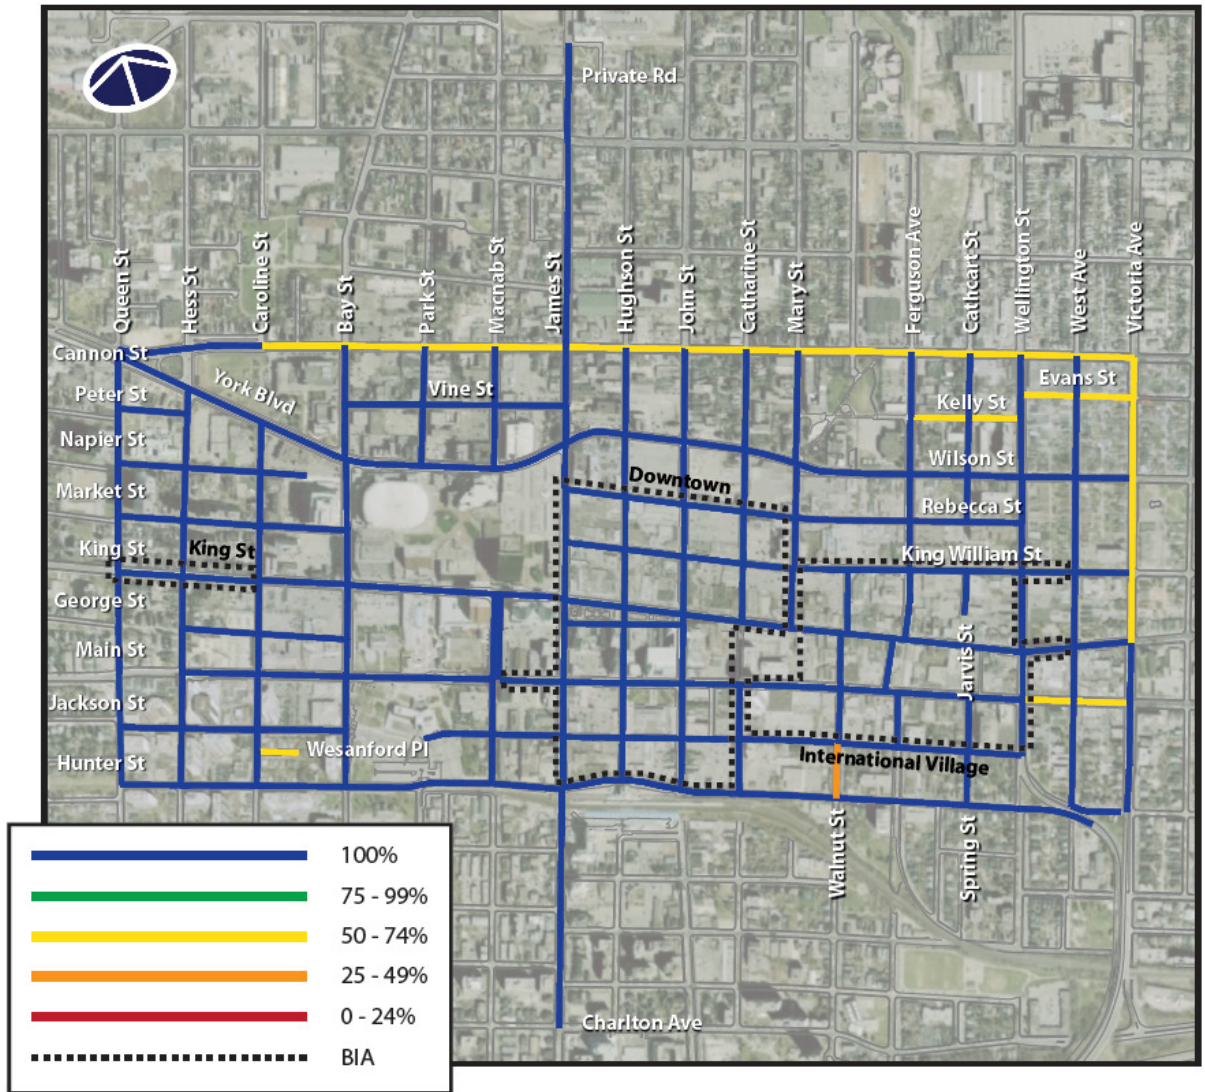 Private Rd
Queen St
Hess St
Caroline St
Bay St
Park St
Macnab St
James St
Hughson St
John St
Catharine St
Mary St
Ferguson Ave
Cathcart St
Wellington St
West Ave
Victoria Ave
Cannon St
Peter St
York Blvd
Vine St
Evans St
Kelly St
Napier St
Wilson St
Market St
Downtown
Rebecca St
King St
King St
King William St
George St
Main St
Jarvis St
Jackson St
Wesanford Pl
Hunter St
International Village
Walnut St
Spring St
Charlton Ave
100%
75 - 99%
50 - 74%
25 - 49%
0 - 24%
BIA